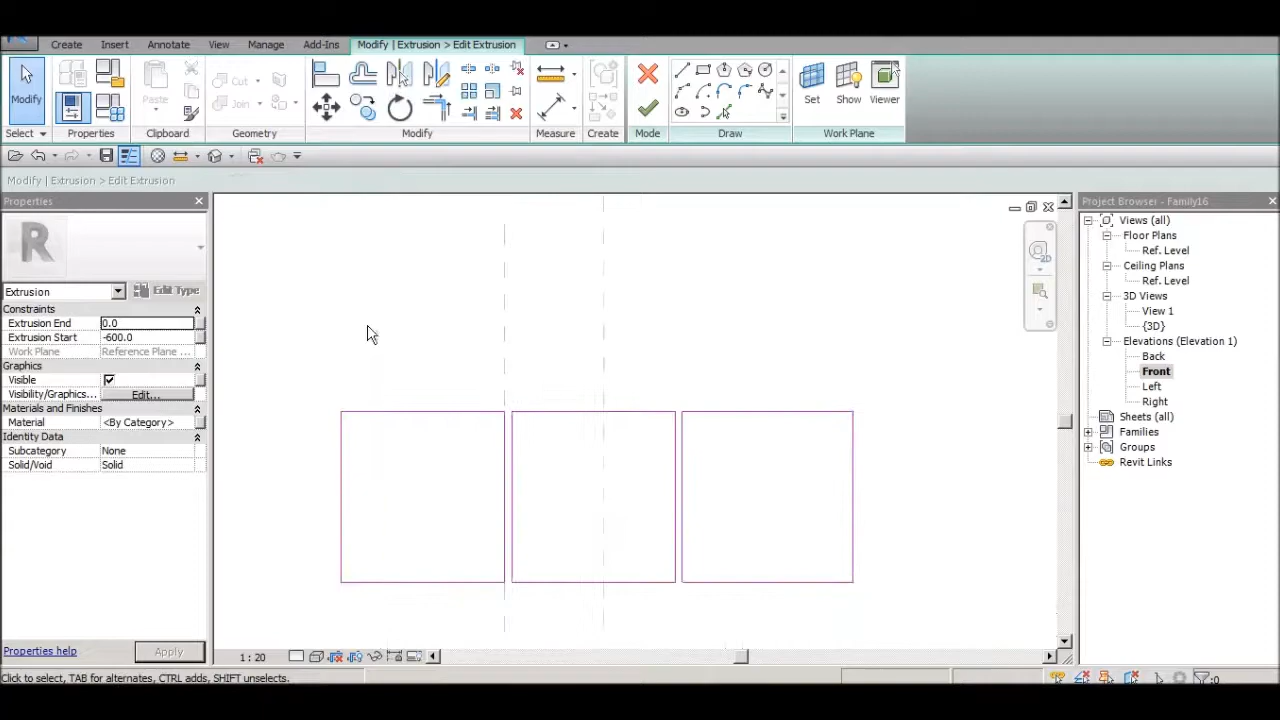 Create Insert Annotate View Manage Add-Ins Modify | Extrusion > Edit Extrusion
Modify
Paste
Cut
Join
Set Show Viewer
Select Properties Clipboard Geometry Modify Measure Create Mode Draw Work Plane
Modify | Extrusion > Edit Extrusion
Properties
R
Extrusion
Edit Type
Constraints
Extrusion End 0.0
Extrusion Start -600.0
Work Plane Reference Plane ...
Graphics
Visible
Visibility/Graphics... Edit...
Materials and Finishes
Material <By Category>
Identity Data
Subcategory None
Solid/Void Solid
Properties help Apply
2D
1 : 20
Project Browser - Family16
Views (all)
Floor Plans
Ref. Level
Ceiling Plans
Ref. Level
3D Views
View 1
{3D}
Elevations (Elevation 1)
Back
Front
Left
Right
Sheets (all)
Families
Groups
Revit Links
Click to select, TAB for alternates, CTRL adds, SHIFT unselects.
:0